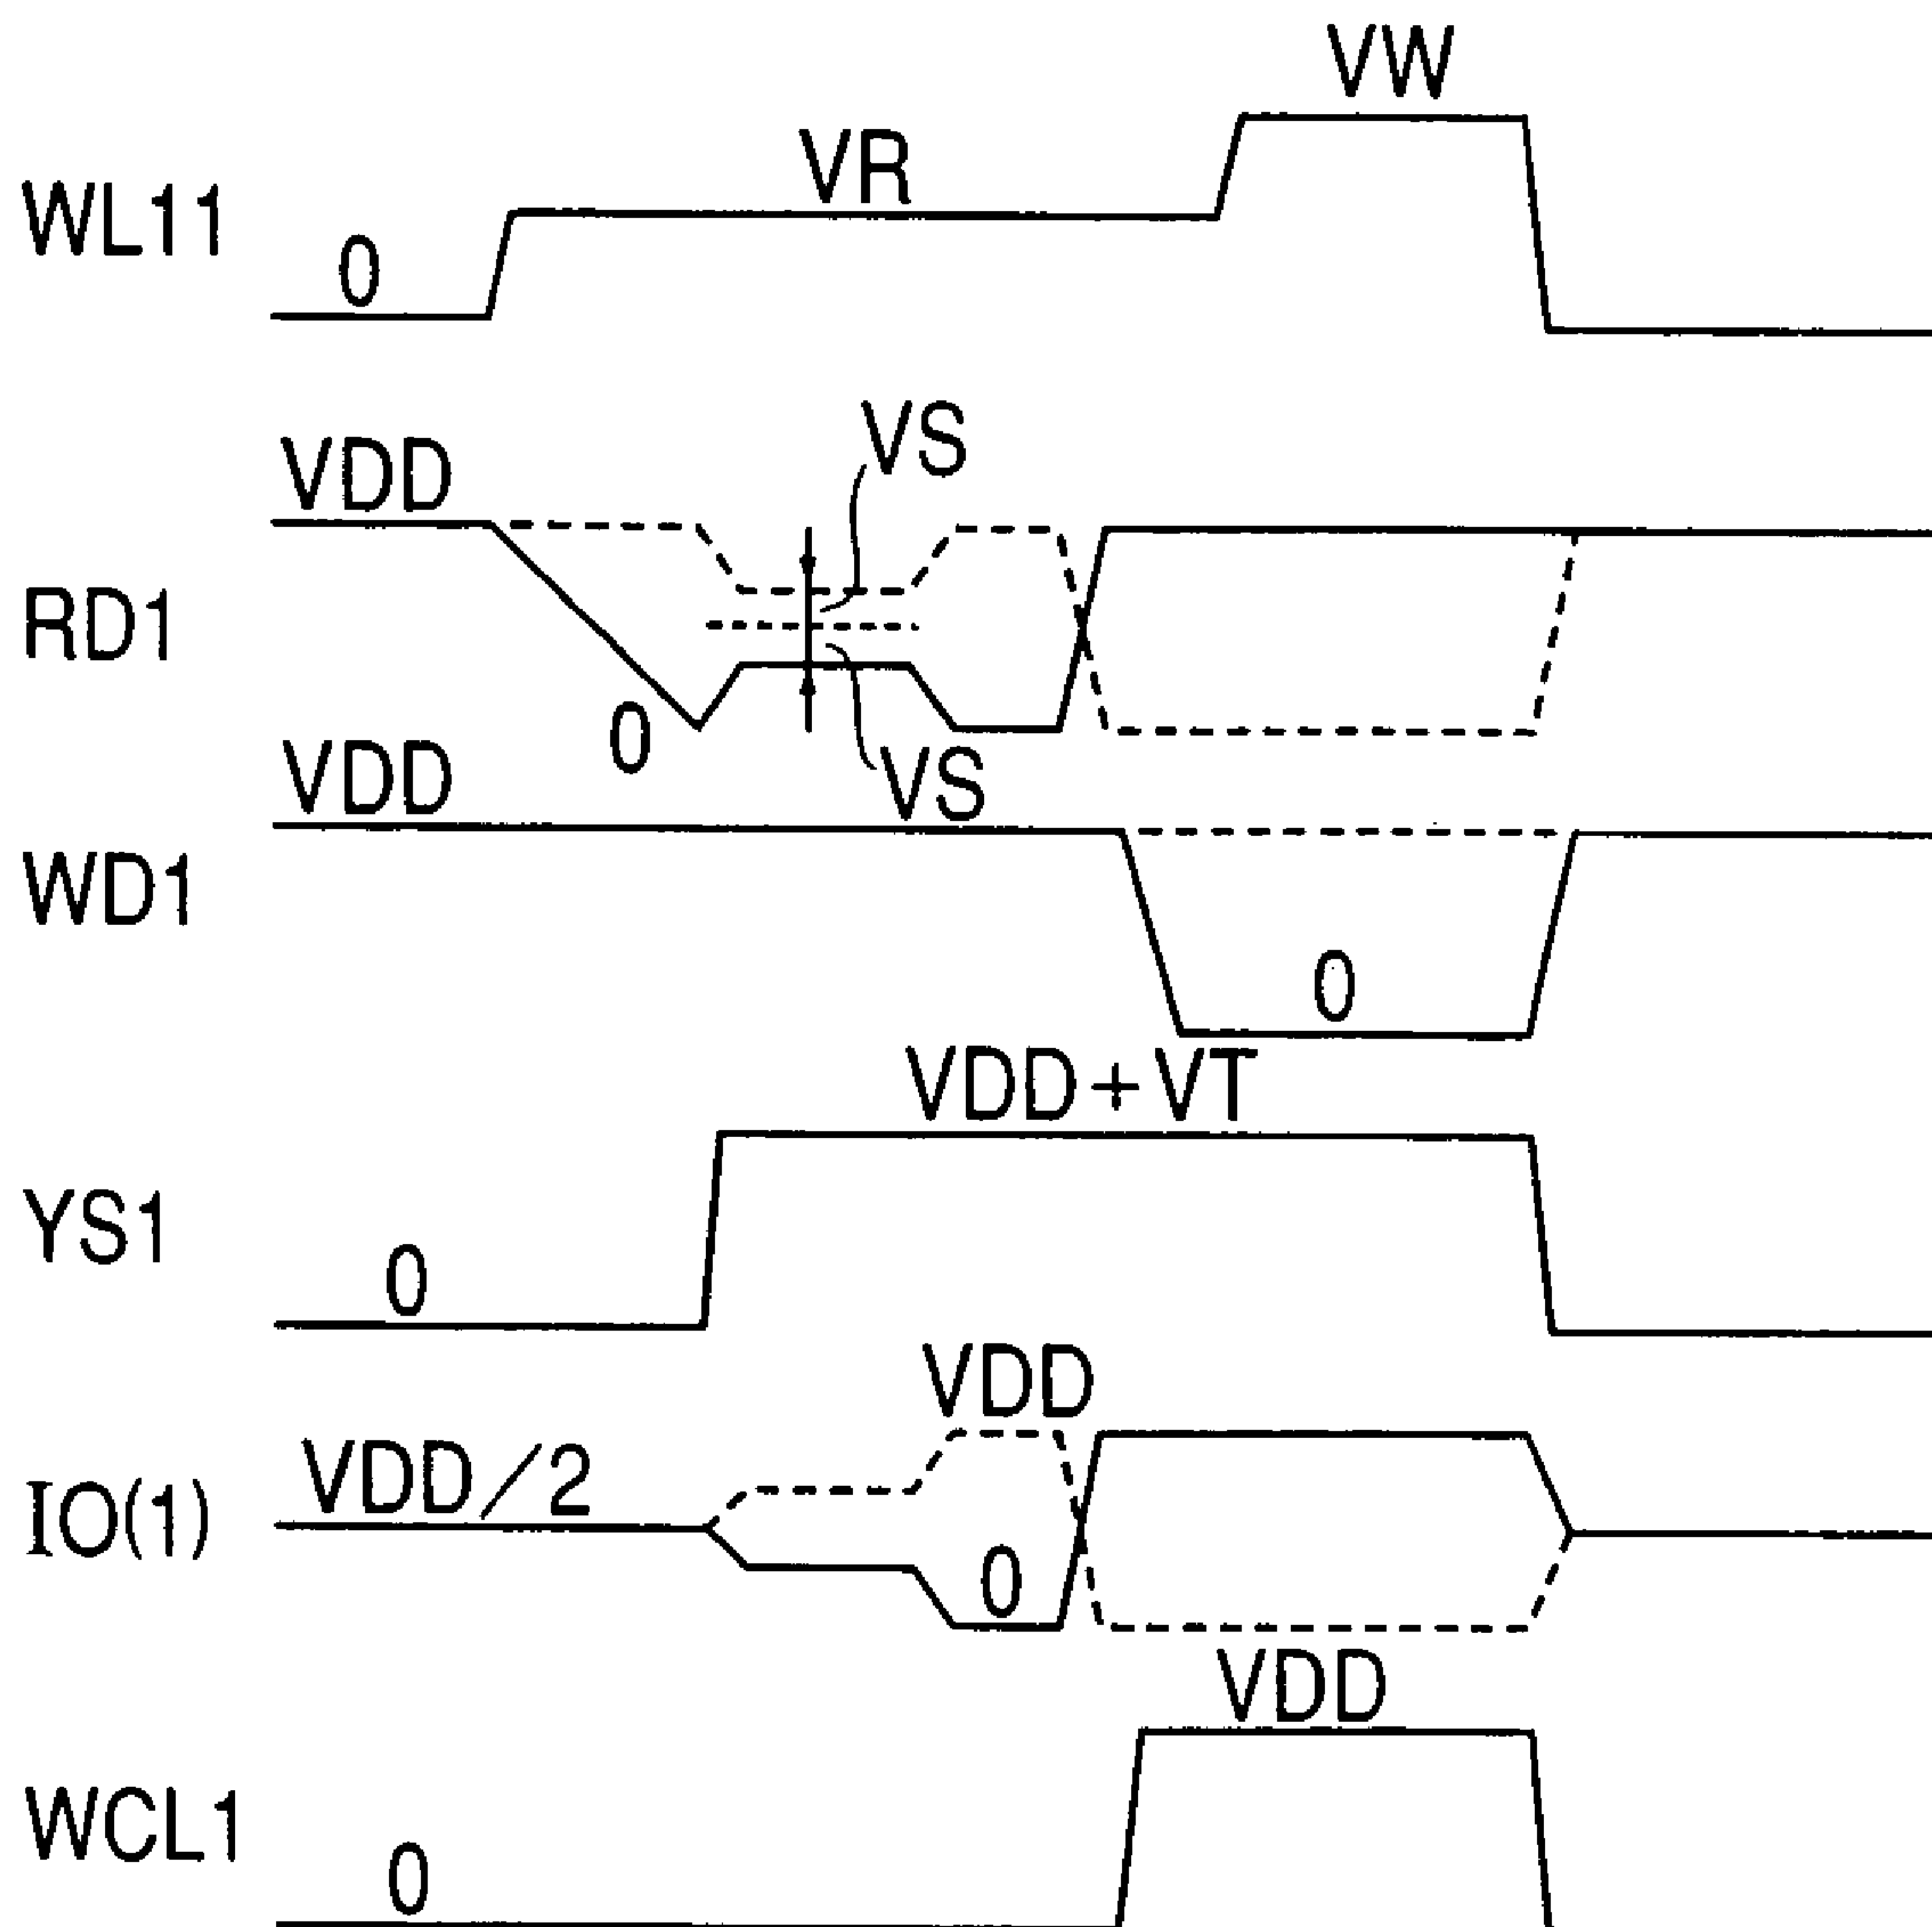 VW
VR
WL11
0
VS
VDD
RD1
0
VDD
VS
WD1
0
VDD+VT
YS1
0
VDD
VDD/2
IO(1)
0
VDD
WCL1
0